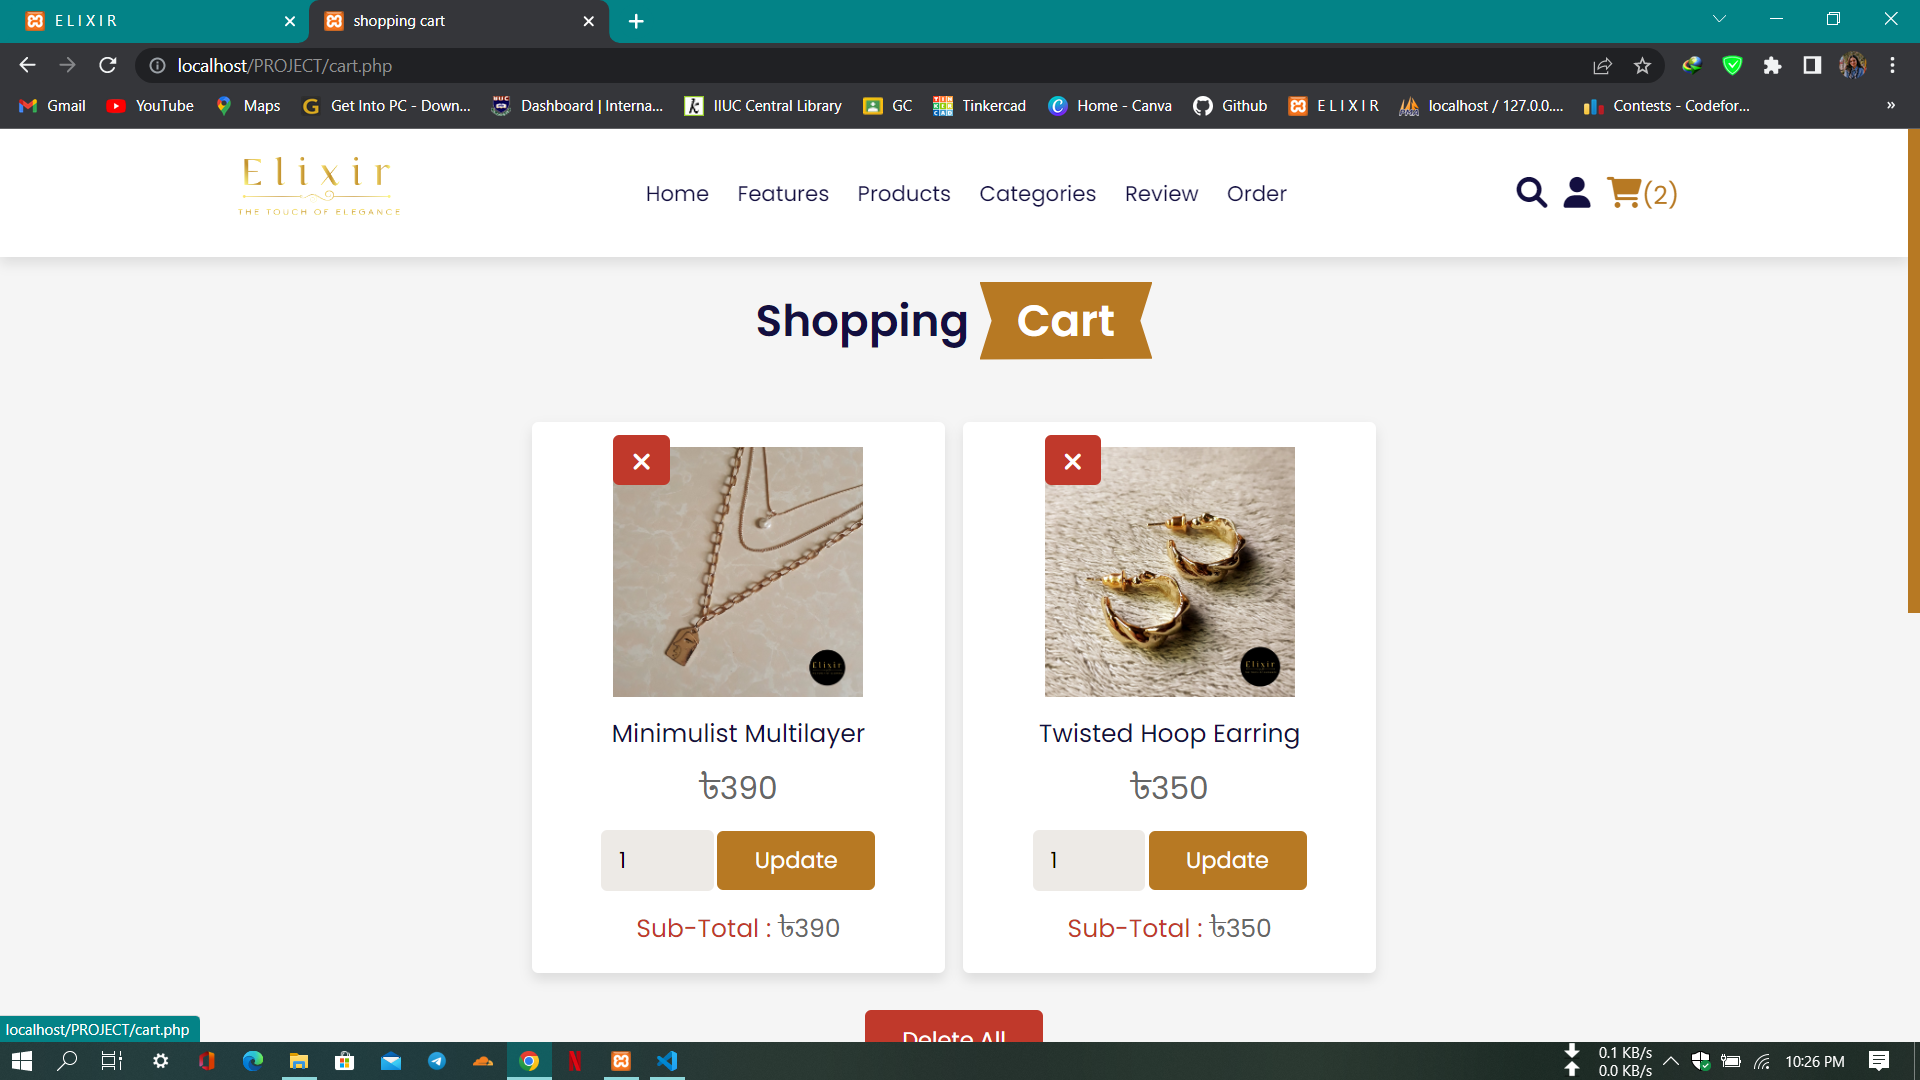 E L I X I R
shopping cart
localhost/PROJECT/cart.php
Gmail
YouTube
Maps
Get Into PC - Down...
Dashboard | Interna...
IIUC Central Library
GC
Tinkercad
Home - Canva
Github
E L I X I R
localhost / 127.0.0....
Contests - Codefor...
»
Elixir
THE TOUCH OF ELEGANCE
Home
Features
Products
Categories
Review
Order
(2)
Shopping Cart
Elixir
Elixir
Minimulist Multilayer
৳390
1
Update
Sub-Total : ৳390
Twisted Hoop Earring
৳350
1
Update
Sub-Total : ৳350
Delete All
localhost/PROJECT/cart.php
0.1 KB/s
0.0 KB/s
10:26 PM